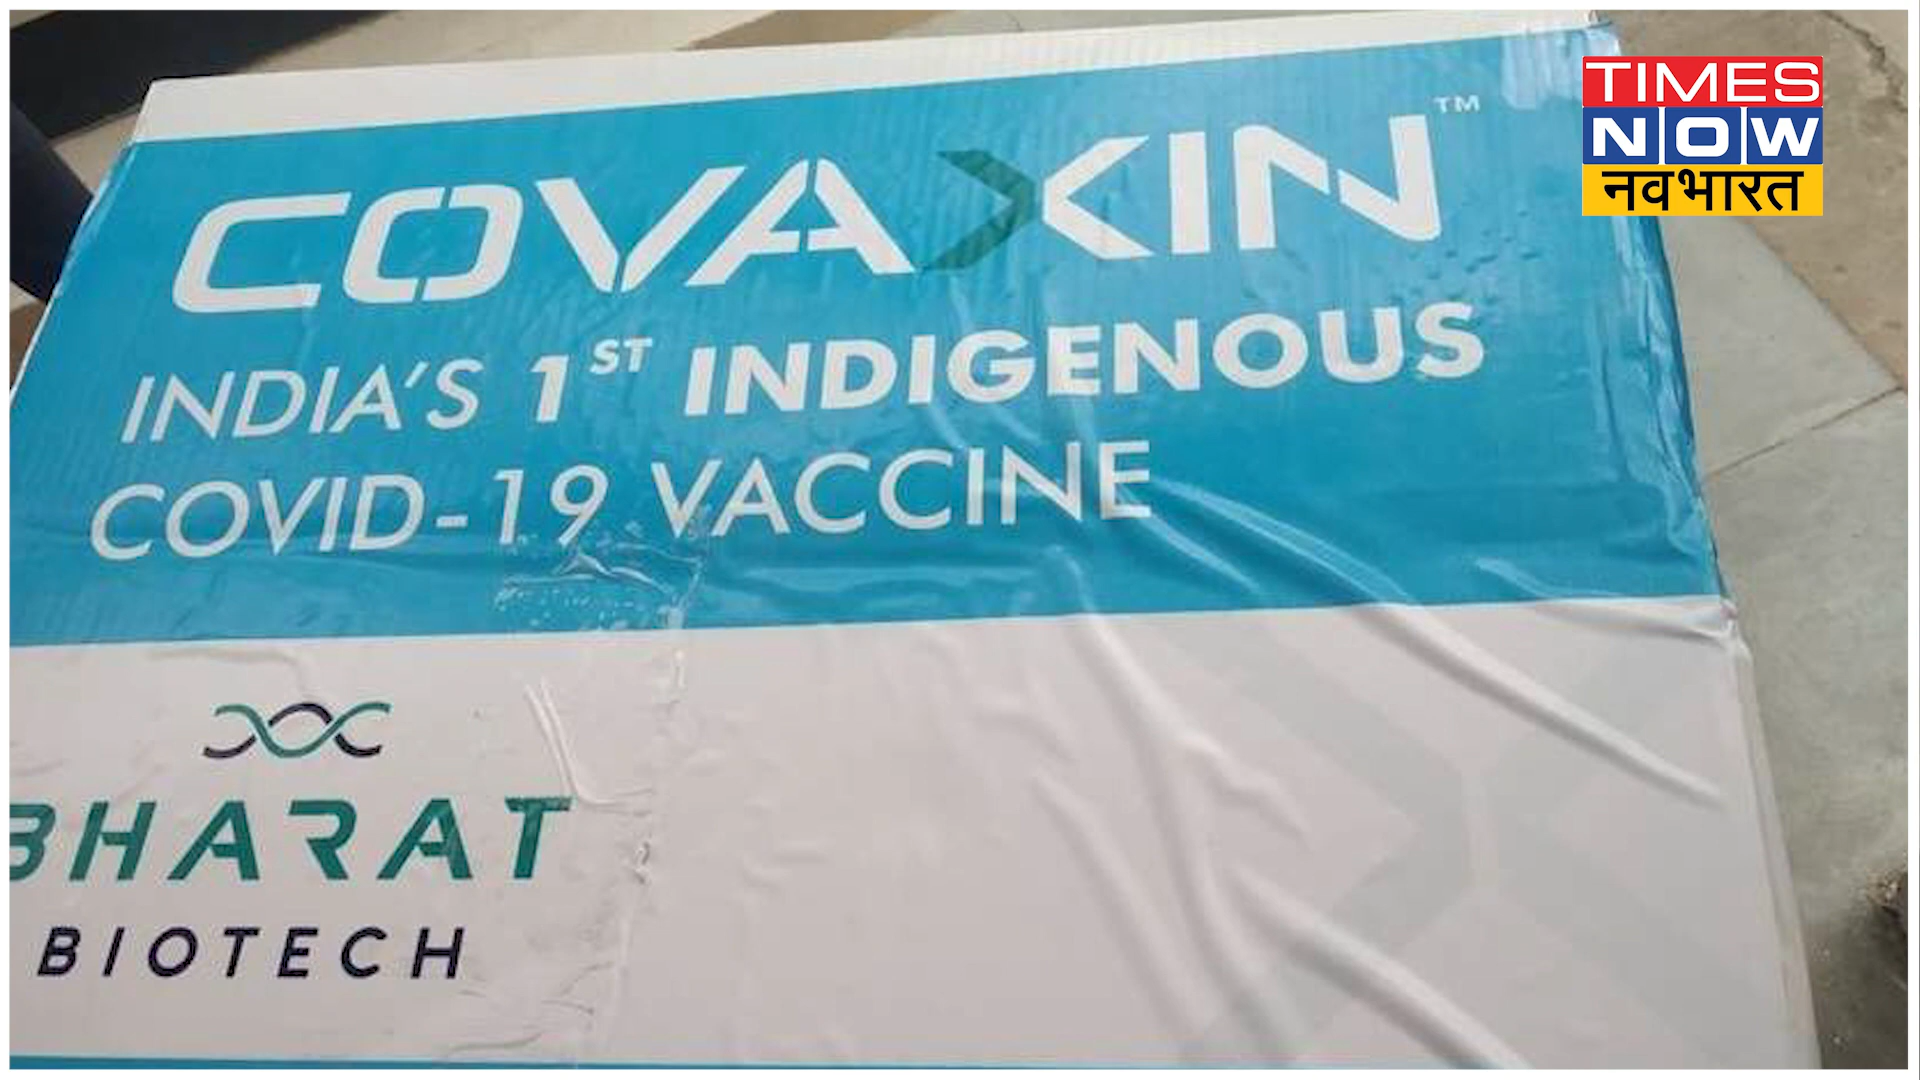 COVAXIN™
INDIA'S 1ST INDIGENOUS
COVID-19 VACCINE
BHARAT
BIOTECH
TIMES
NOW
नवभारत